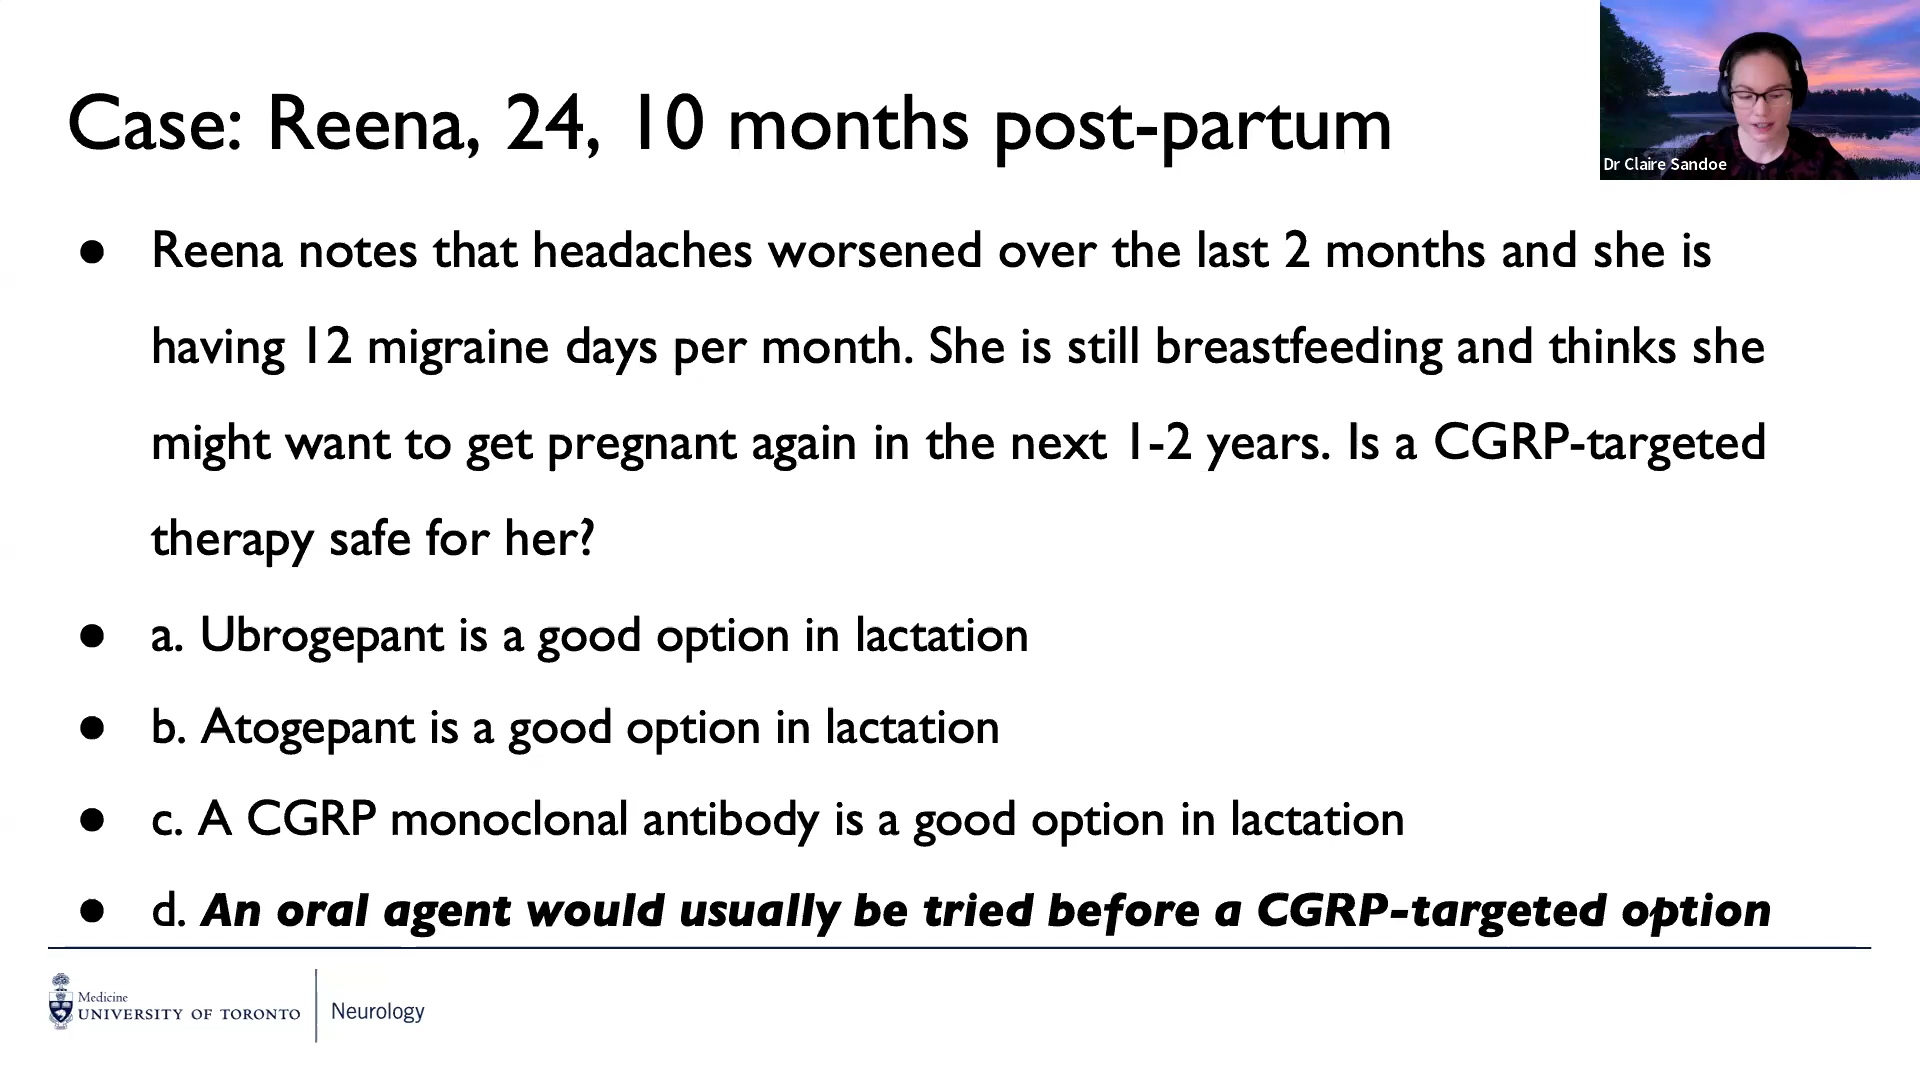 Case: Reena, 24, 10 months post-partum
Dr Claire Sandoe
● Reena notes that headaches worsened over the last 2 months and she is
having 12 migraine days per month. She is still breastfeeding and thinks she
might want to get pregnant again in the next 1-2 years. Is a CGRP-targeted
therapy safe for her?
● a. Ubrogepant is a good option in lactation
● b. Atogepant is a good option in lactation
● c. A CGRP monoclonal antibody is a good option in lactation
● d. An oral agent would usually be tried before a CGRP-targeted option
Medicine
UNIVERSITY OF TORONTO
Neurology